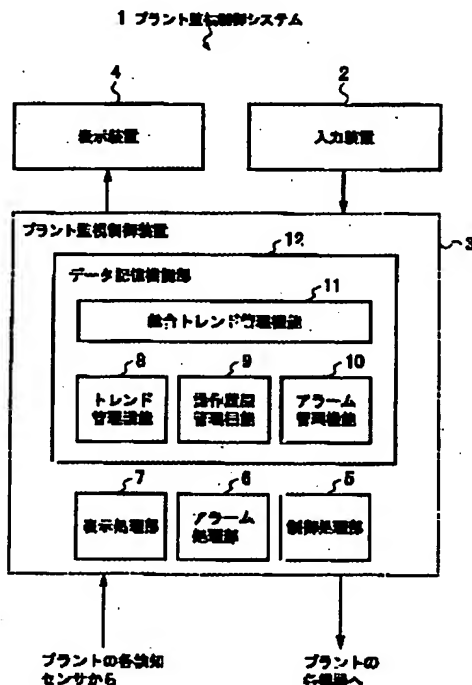 1 プラント監視制御システム
4
2
表示装置
入力装置
プラント監視制御装置
3
12
データ記憶機能部
11
統合トレンド管理機能
8
9
10
トレンド
管理機能
操作履歴
管理機能
アラーム
管理機能
7
6
5
表示処理部
アラーム
処理部
制御処理部
プラントの各検知
センサから
プラントの
各機器へ